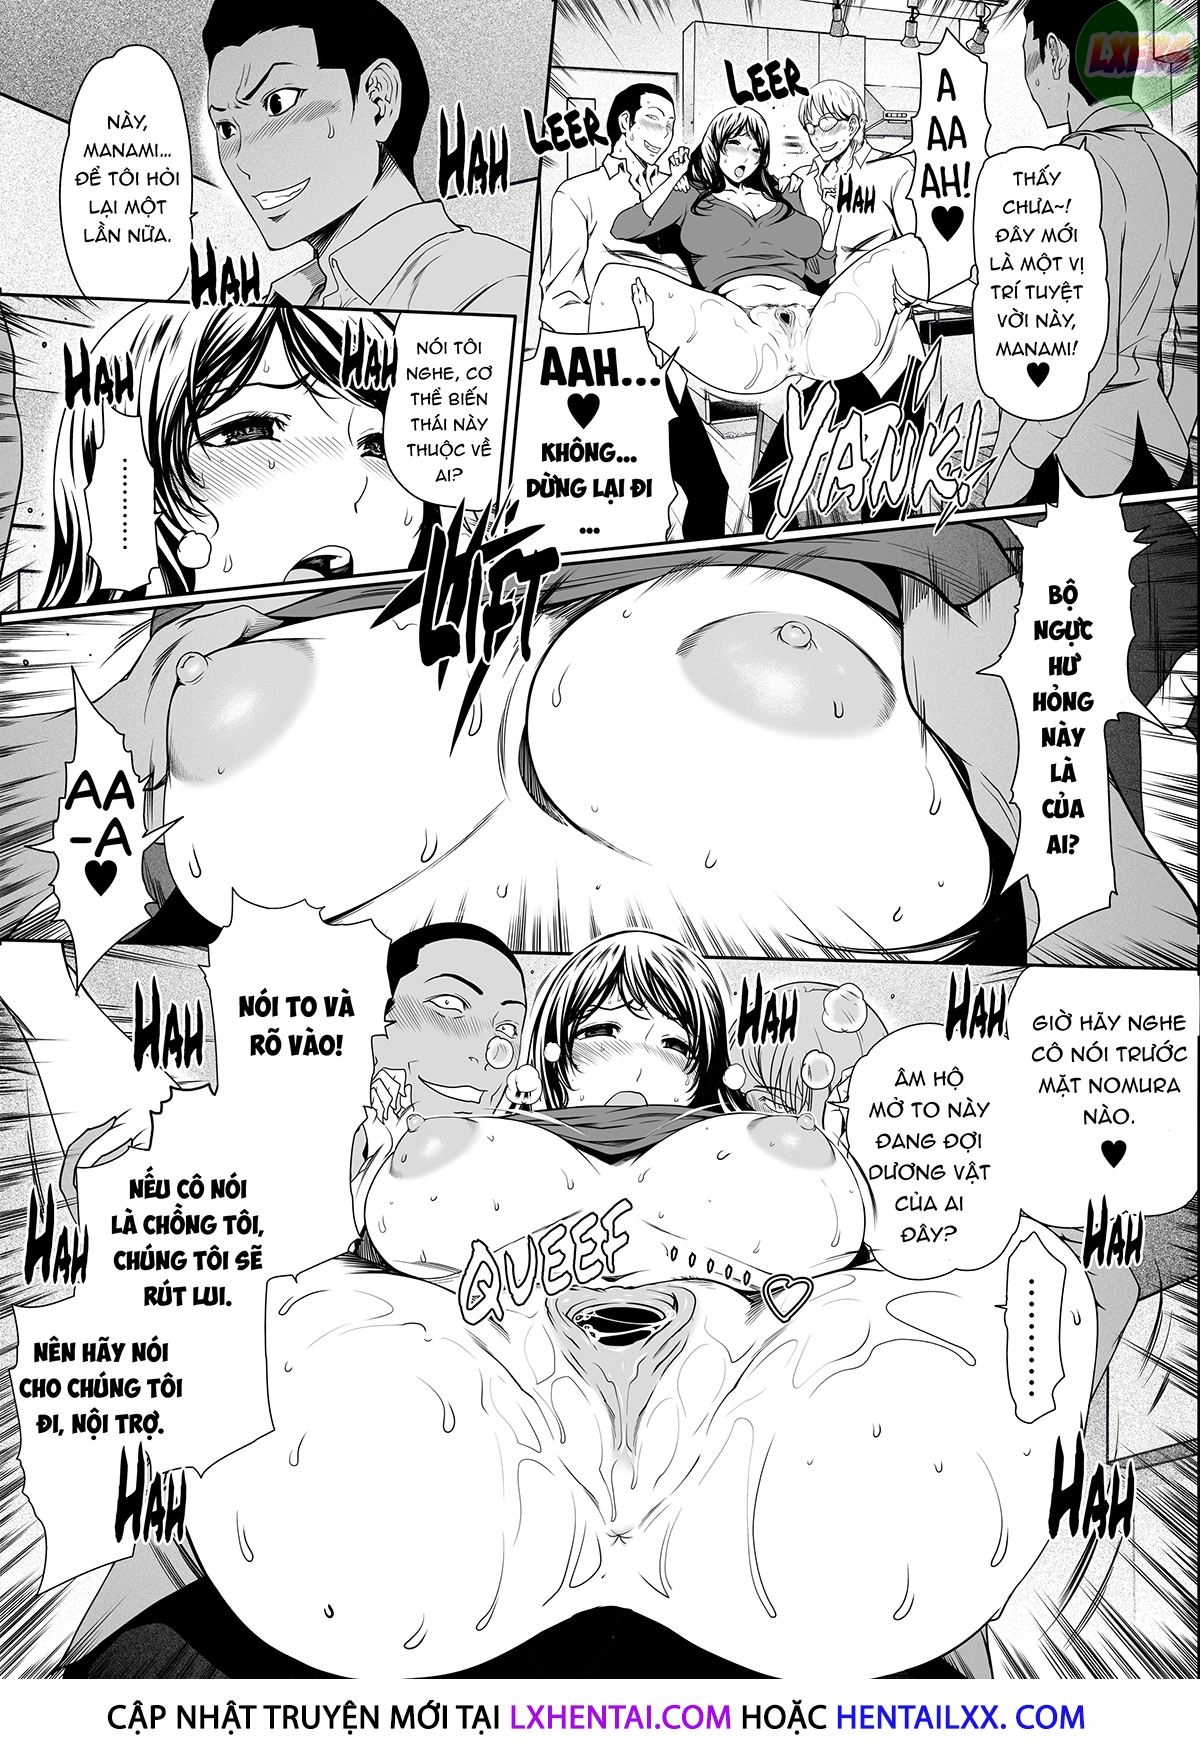 LXERS
A
AA
AH!
♥
THẤY
CHƯA~!
ĐÂY MỚI
LÀ MỘT VỊ
TRÍ TUYỆT
VỜI NÀY,
MANAMI!
♥
LEER
LEER
HAH
YANK!
AAH...
♥
KHÔNG...
DỪNG LẠI ĐI
...
NÀY,
MANAMI...
ĐỀ TÔI HỎI
LẠI MỘT
LẦN NỮA.
HAH
HAH
NÓI TÔI
NGHE, CƠ
THỂ BIẾN
THÁI NÀY
THUỘC VỀ
AI?
HAH
HAH
.........
BỘ
NGỰC
HƯ
HỎNG
NÀY LÀ
CỦA
AI?
LIFT
AA
-A
♥
GIỜ HÃY NGHE
CÔ NÓI TRƯỚC
MẶT NOMURA
NÀO.
♥
ÂM HỘ
MỞ TO NÀY
ĐANG ĐỢI
DƯƠNG VẬT
CỦA AI
ĐÂY?
HAH
HAH
HAH
HAH
.........
NÓI TO VÀ
RÕ VÀO!
HAH
NẾU CÔ NÓI
LÀ CHỒNG TÔI,
CHÚNG TÔI SẼ
RÚT LUI.
HAH
NÊN HÃY NÓI
CHO CHÚNG TÔI
ĐI, NỘI TRỢ.
HAH
QUEEF
.....♡
CẬP NHẬT TRUYỆN MỚI TẠI LXHENTAI.COM HOẶC HENTAILXX. COM